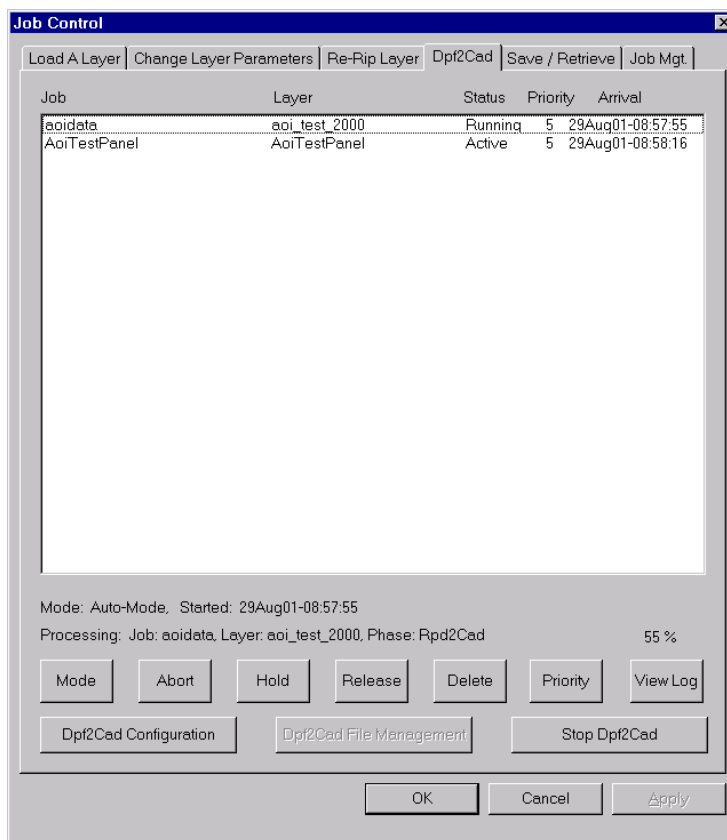 Job Control
Load A Layer Change Layer Parameters Re-Rip Layer Dpf2Cad Save / Retrieve Job Mgt.
Job Layer Status Priority Arrival
aoidata aoi_test_2000 Running 5 29Aug01-08:57:55
AoiTestPanel AoiTestPanel Active 5 29Aug01-08:58:16
Mode: Auto-Mode, Started: 29Aug01-08:57:55
Processing: Job: aoidata, Layer: aoi_test_2000, Phase: Rpd2Cad 55 %
Mode Abort Hold Release Delete Priority View Log
Dpf2Cad Configuration Dpf2Cad File Management Stop Dpf2Cad
OK Cancel Apply